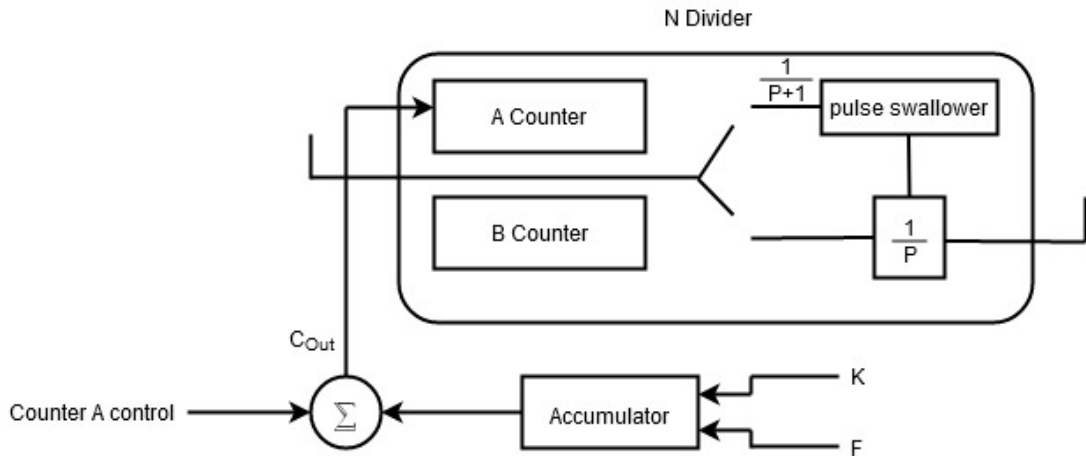 N Divider
A Counter
1
P+1
pulse swallower
B Counter
1
P
COut
K
Counter A control
Σ
Accumulator
F